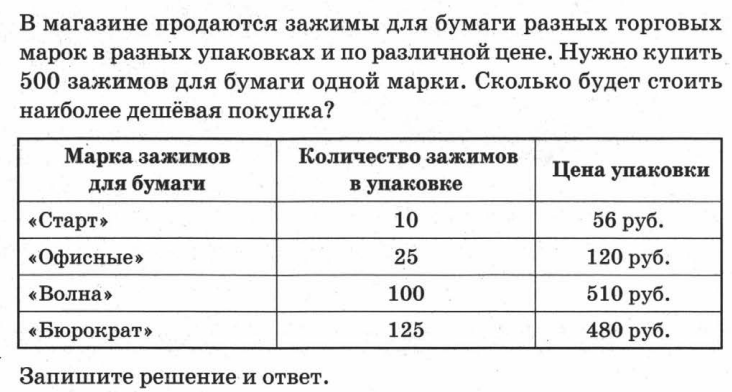 В магазине продаются зажимы для бумаги разных торговых
марок в разных упаковках и по различной цене. Нужно купить
500 зажимов для бумаги одной марки. Сколько будет стоить
наиболее дешёвая покупка?
Марка зажимов для бумаги | Количество зажимов в упаковке | Цена упаковки
«Старт» 10 56 руб.
«Офисные» 25 120 руб.
«Волна» 100 510 руб.
«Бюрократ» 125 480 руб.
Запишите решение и ответ.